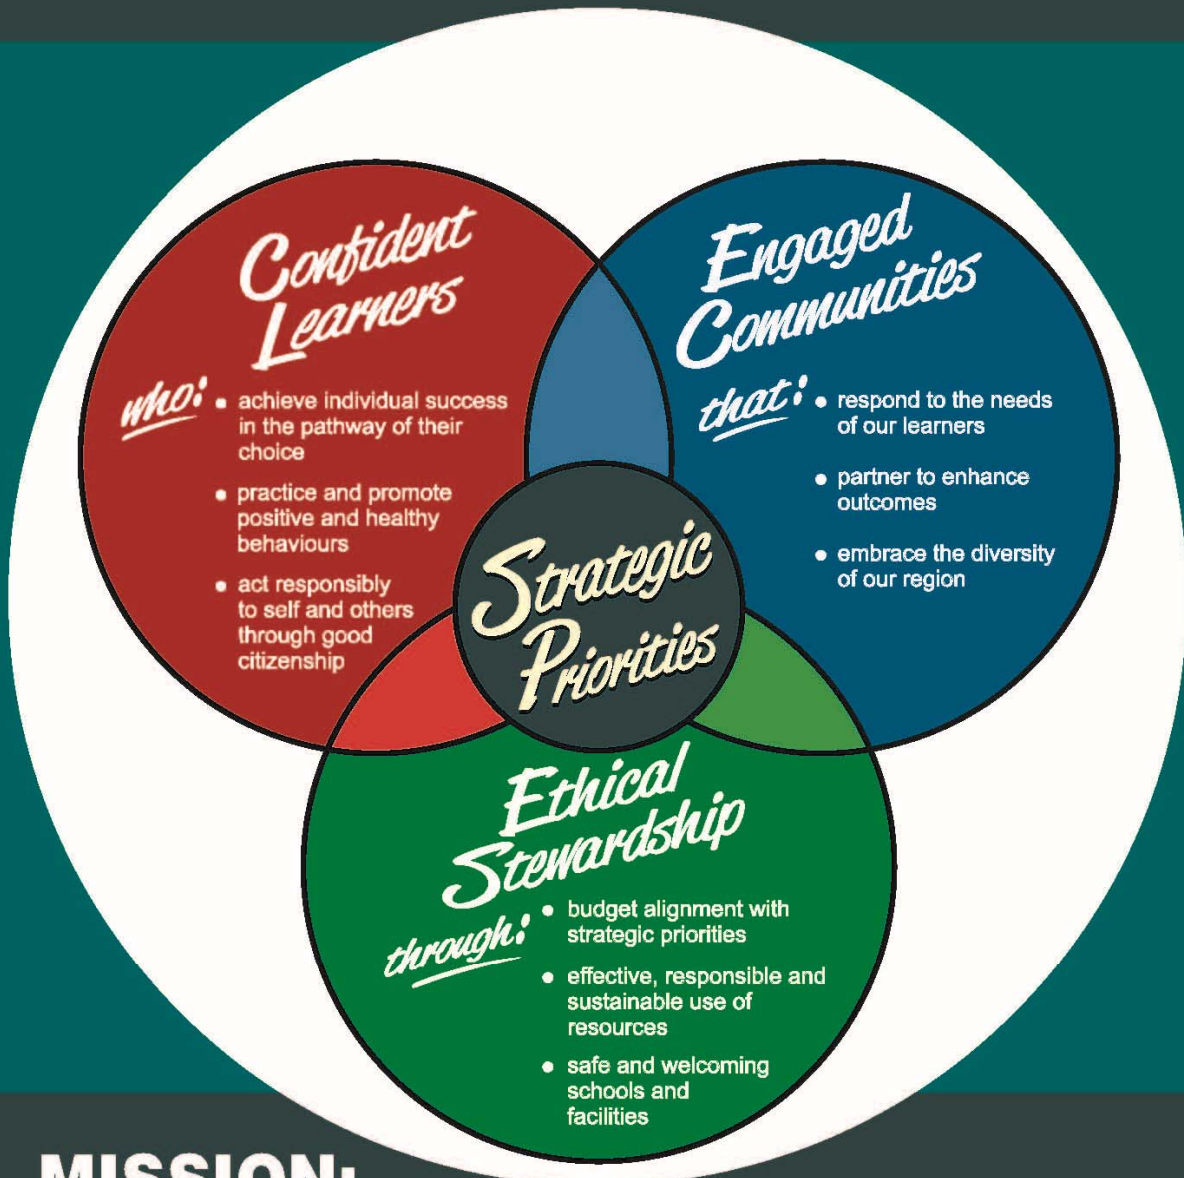 Confident
Learners
who:
• achieve individual success
in the pathway of their
choice
• practice and promote
positive and healthy
behaviours
• act responsibly
to self and others
through good
citizenship
Engaged
Communities
that:
• respond to the needs
of our learners
• partner to enhance
outcomes
• embrace the diversity
of our region
Strategic
Priorities
Ethical
Stewardship
through:
• budget alignment with
strategic priorities
• effective, responsible and
sustainable use of
resources
• safe and welcoming
schools and
facilities
MISSION: